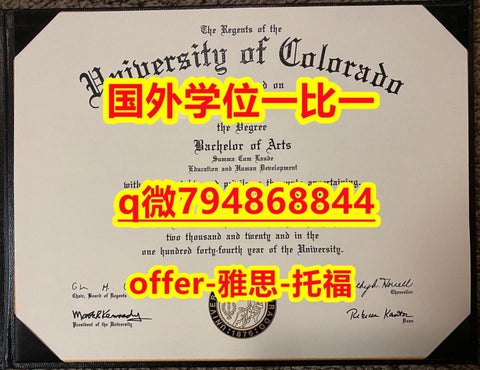 The Regents of the
University of Colorado
on
国外学位一比一
the Degree
Bachelor of Arts
Summa Cum Laude
Education and Human Development
q微794868844
two thousand and twenty and in the
one hundred forty-fourth year of the University.
offer-雅思-托福
Chair, Board of Regents
Chancellor
President of the University
Dean
1876